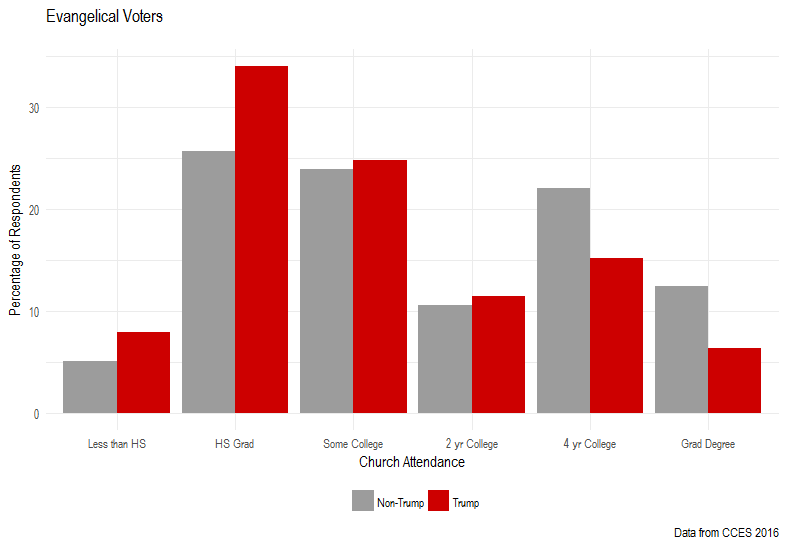 Evangelical Voters
Percentage of Respondents
30
20
10
0
Less than HS
HS Grad
Some College
2 yr College
4 yr College
Grad Degree
Church Attendance
Non-Trump
Trump
Data from CCES 2016